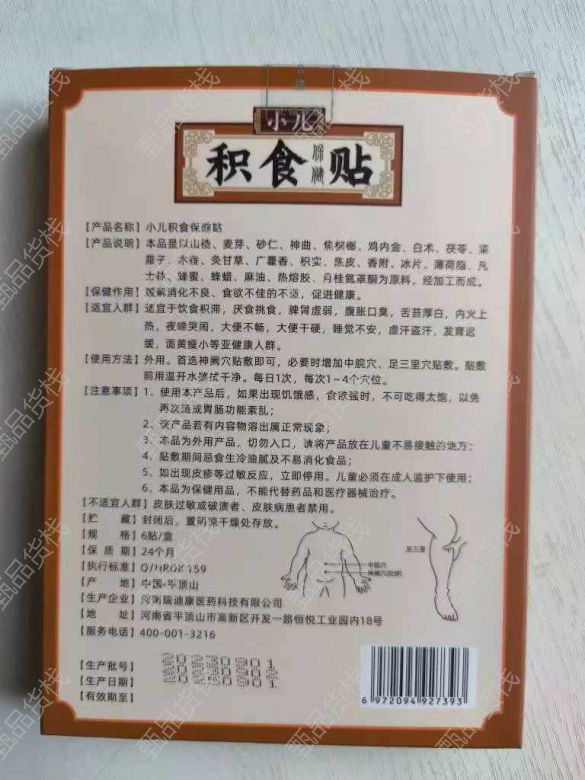 小儿
积食保健贴
【产品名称】小儿积食保健贴
【产品说明】本品是以山楂、麦芽、砂仁、神曲、焦槟榔、鸡内金、白术、茯苓、莱
菔子、木香、炙甘草、广藿香、枳实、陈皮、香附、冰片、薄荷脑、凡
士林、蜂蜜、蜂蜡、麻油、热熔胶、月桂氮䓬酮为原料，经加工而成。
【保健作用】缓解消化不良、食欲不佳的不适，促进健康。
【适宜人群】适宜于饮食积滞，厌食挑食，脾胃虚弱，腹胀口臭，舌苔厚白，内火上
热，夜啼哭闹，大便不畅，大便干硬，睡觉不安，虚汗盗汗，发育迟
缓，面黄瘦小等亚健康人群。
【使用方法】外用。首选神阙穴贴敷即可，必要时增加中脘穴、足三里穴贴敷。贴敷
前用温开水擦拭干净。每日1次，每次1~4个穴位。
【注意事项】1、使用本产品后，如果出现饥饿感，食欲强时，不可吃得太饱，以免
再次伤或胃肠功能紊乱；
2、该产品若有内容物溶出属正常现象；
3、本品为外用产品，切勿入口，请将产品放在儿童不易接触的地方；
4、贴敷期间忌食生冷油腻及不易消化食品；
5、如出现皮疹等过敏反应，立即停用。儿童必须在成人监护下使用；
6、本品为保健用品，不能代替药品和医疗器械治疗。
【不适宜人群】皮肤过敏或破溃者、皮肤病患者禁用。
【贮 藏】封闭后，置阴凉干燥处存放。
【规 格】6贴/盒
【保 质 期】24个月
【执行标准】Q/HRDK 159
【产 地】中国·平顶山
【生产企业】河南瑞迪康医药科技有限公司
【地 址】河南省平顶山市高新区开发一路恒悦工业园内18号
【服务电话】400-001-3216
中脘穴
神阙穴(肚脐)
足三里
【生产批号】
【生产日期】
【有效期至】
6 972094 927393
甄品货栈